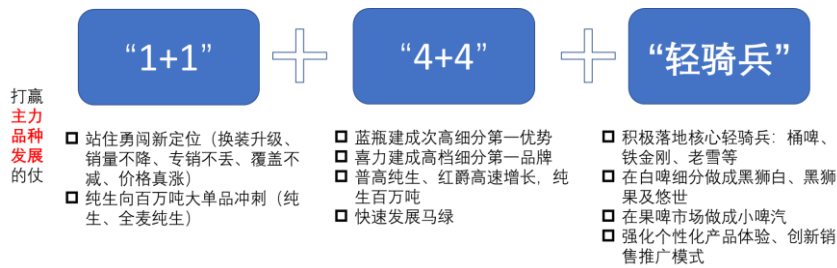 “1+1”
“4+4”
“轻骑兵”
打赢
主力
品种
发展
的仗
站住勇闯新定位（换装升级、
销量不降、专销不丢、覆盖不
减、价格真涨）
纯生向百万吨大单品冲刺（纯
生、全麦纯生）
蓝瓶建成次高细分第一优势
喜力建成高档细分第一品牌
普高纯生、红爵高速增长，纯
生百万吨
快速发展马绿
积极落地核心轻骑兵：桶啤、
铁金刚、老雪等
在白啤细分做成黑狮白、黑狮
果及悠世
在果啤市场做成小啤汽
强化个性化产品体验、创新销
售推广模式